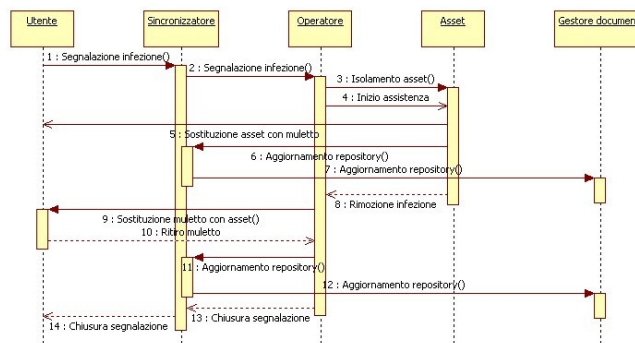 Utente
Sincronizzatore
Operatore
Asset
Gestore documen
1 : Segnalazione infezione()
2 : Segnalazione infezione()
3 : Isolamento asset()
4 : Inizio assistenza
5 : Sostituzione asset con muletto
6 : Aggiornamento repository()
7 : Aggiornamento repository()
8 : Rimozione infezione
9 : Sostituzione muletto con asset()
10 : Ritiro muletto
11 : Aggiornamento repository()
12 : Aggiornamento repository()
13 : Chiusura segnalazione
14 : Chiusura segnalazione